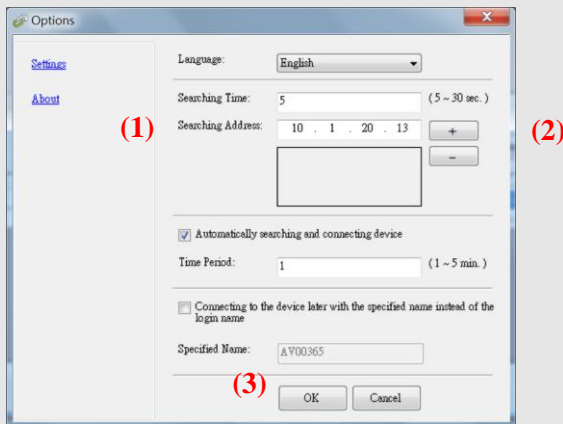 Options
Settings
About
Language:
English
Searching Time:
5
(5 ~ 30 sec.)
(1)
Searching Address:
10 . 1 . 20 . 13
+
(2)
-
Automatically searching and connecting device
Time Period:
1
(1 ~ 5 min.)
Connecting to the device later with the specified name instead of the
login name
Specified Name:
AV00365
(3)
OK
Cancel